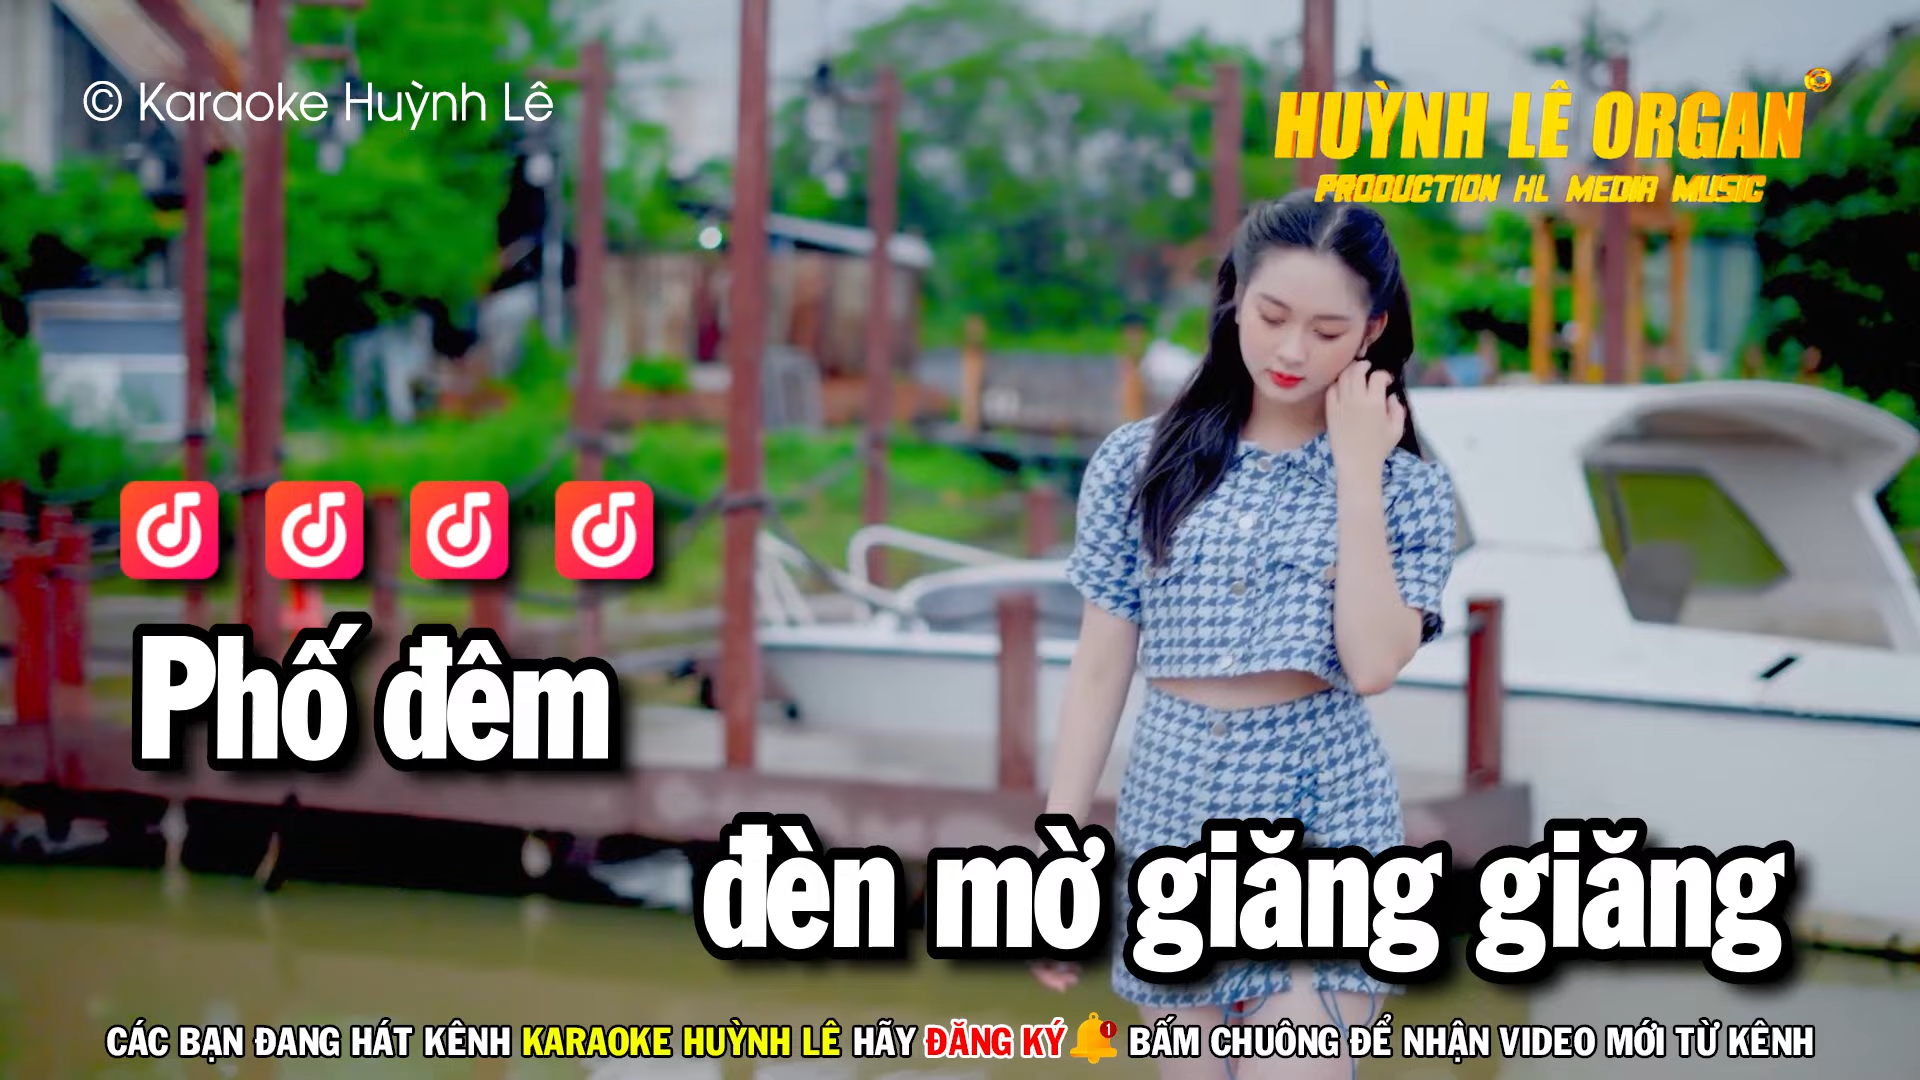 © Karaoke Huỳnh Lê
HUỲNH LÊ ORGAN
PRODUCTION HL MEDIA MUSIC
Phố đêm
đèn mờ giăng giăng
CÁC BẠN ĐANG HÁT KÊNH KARAOKE HUỲNH LÊ HÃY ĐĂNG KÝ 1 BẤM CHUÔNG ĐỂ NHẬN VIDEO MỚI TỪ KÊNH